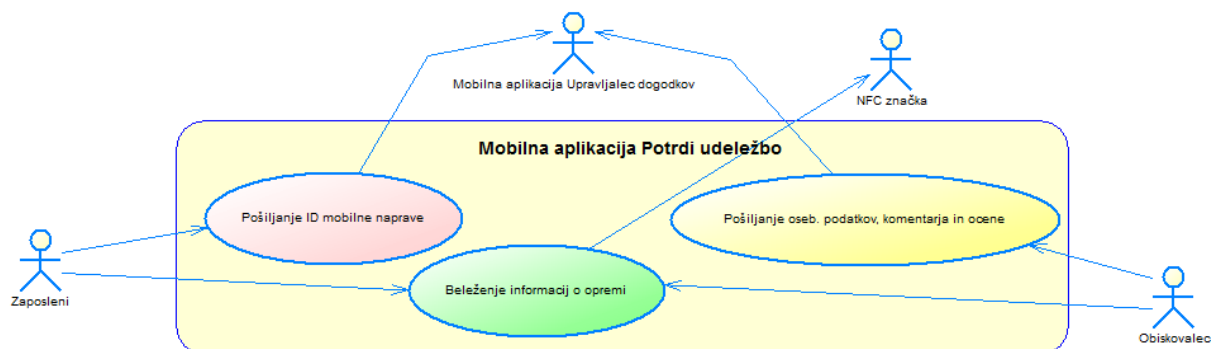 Mobilna aplikacija Upravljalec dogodkov
NFC značka
Mobilna aplikacija Potrdi udeležbo
Pošiljanje ID mobilne naprave
Pošiljanje oseb. podatkov, komentarja in ocene
Beleženje informacij o opremi
Zaposleni
Obiskovalec